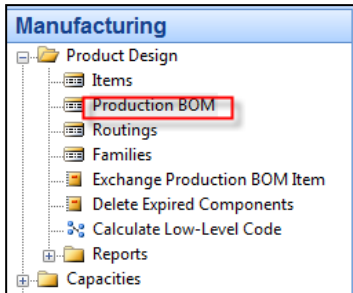 Manufacturing
Product Design
Items
Production BOM
Routings
Families
Exchange Production BOM Item
Delete Expired Components
Calculate Low-Level Code
Reports
Capacities